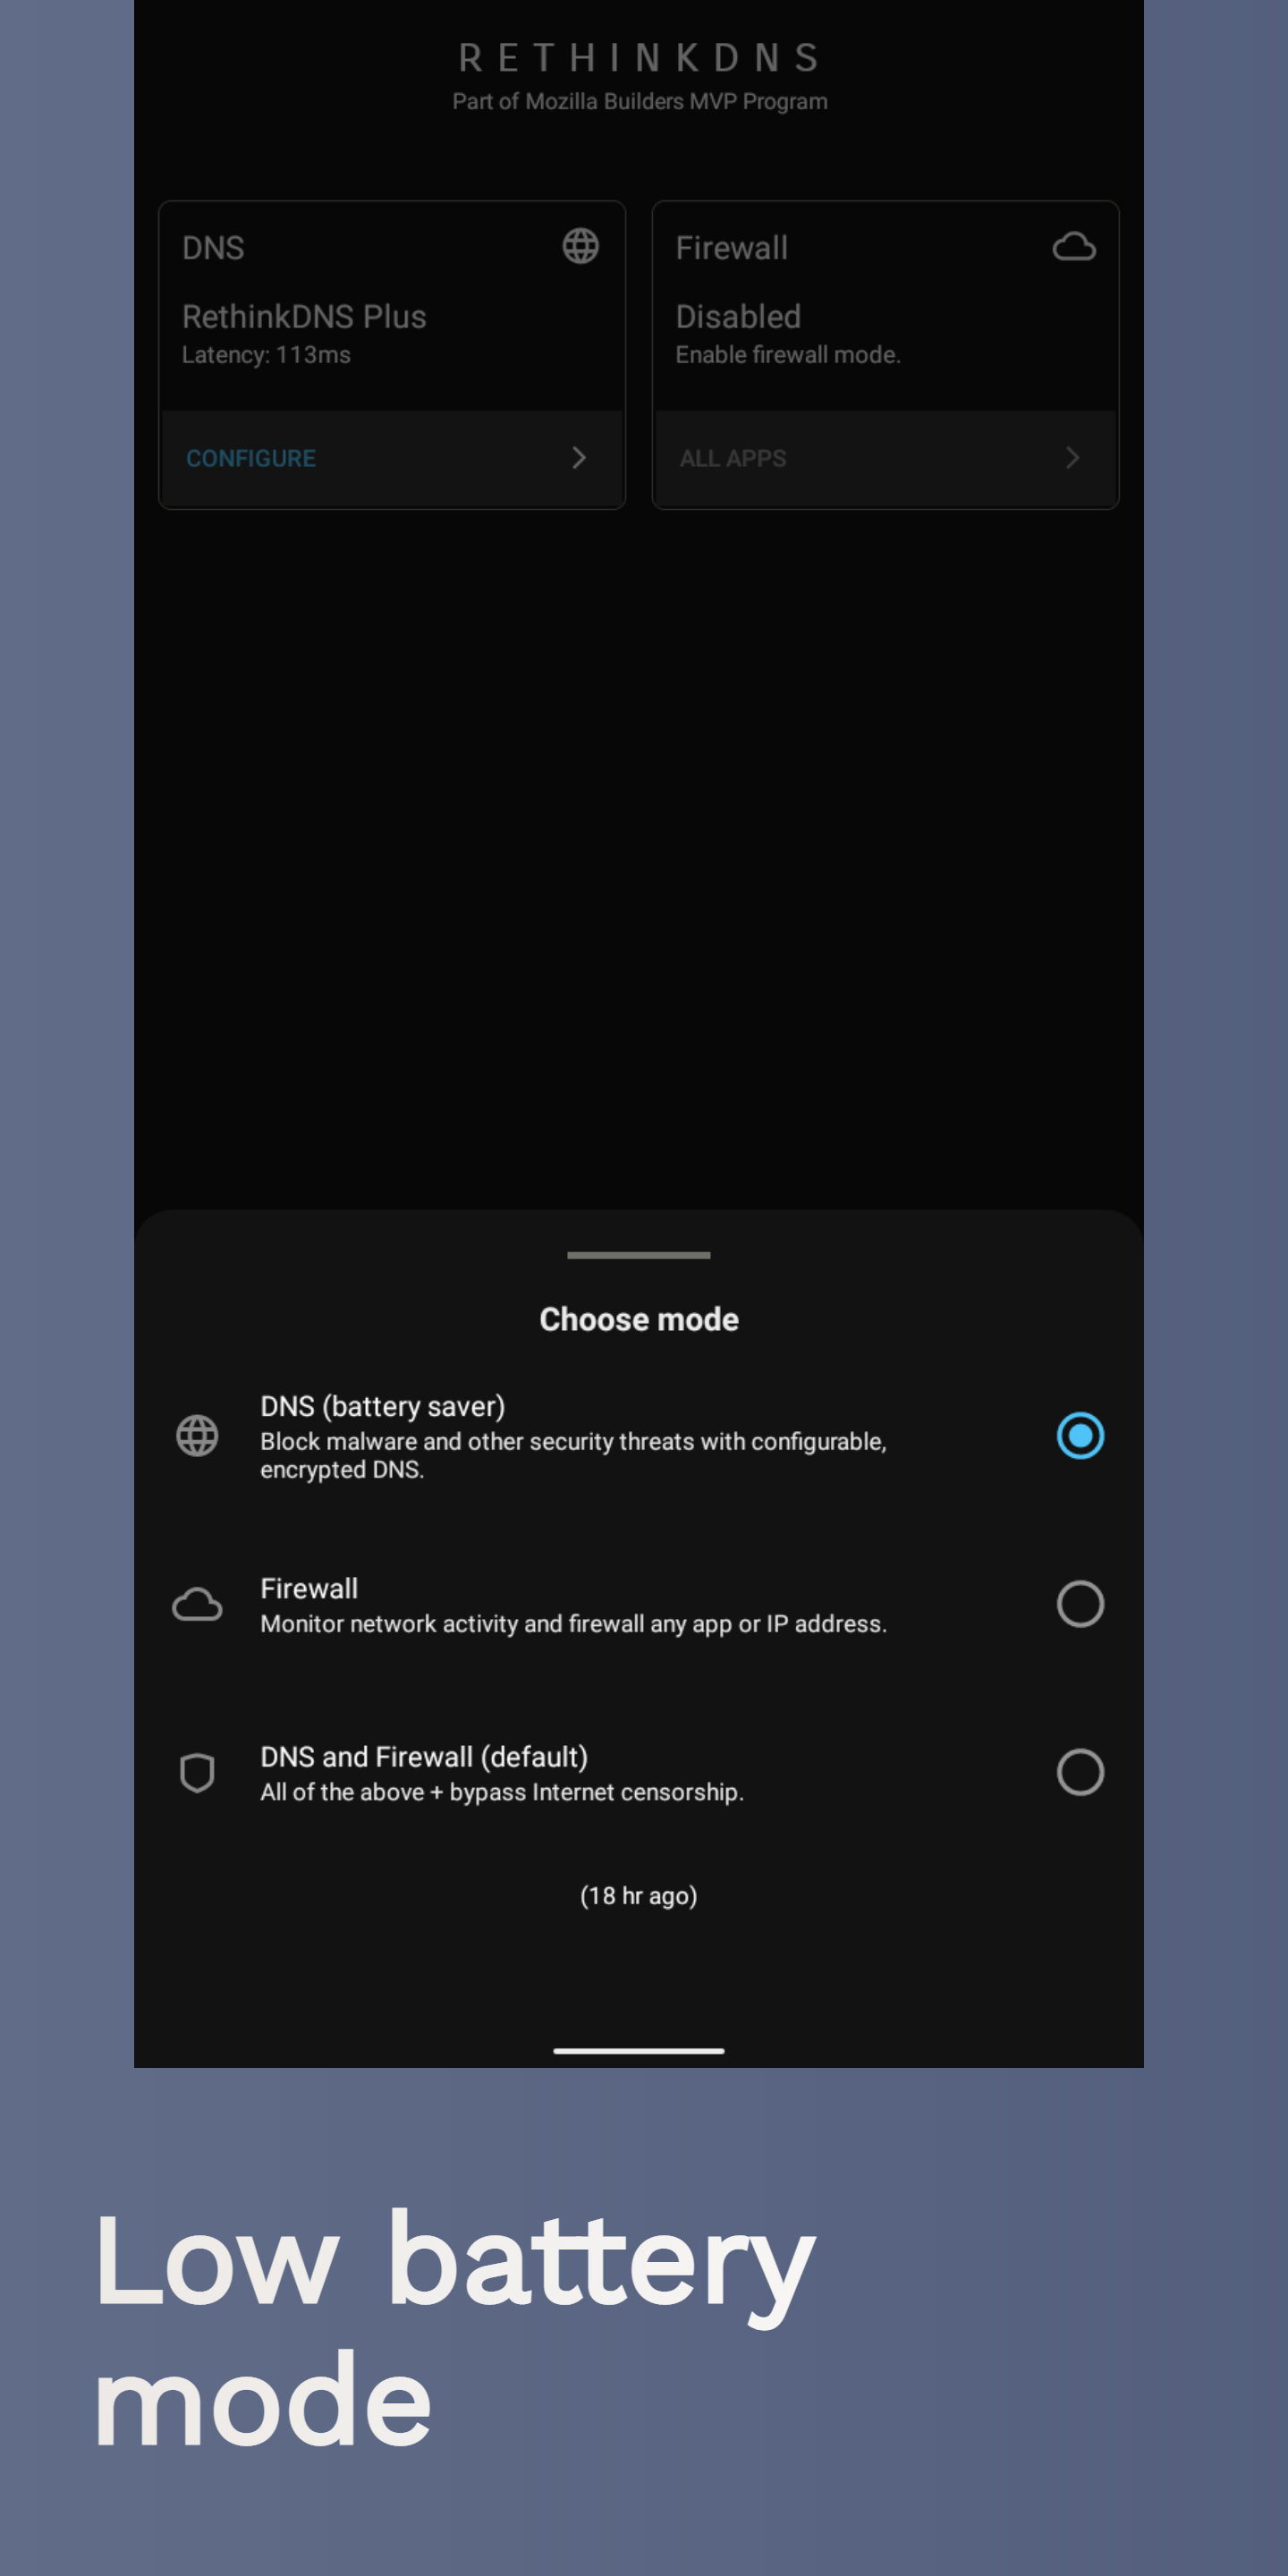 RETHINKDNS
Part of Mozilla Builders MVP Program
DNS
RethinkDNS Plus
Latency: 113ms
CONFIGURE
Firewall
Disabled
Enable firewall mode.
ALL APPS
Choose mode
DNS (battery saver)
Block malware and other security threats with configurable,
encrypted DNS.
Firewall
Monitor network activity and firewall any app or IP address.
DNS and Firewall (default)
All of the above + bypass Internet censorship.
(18 hr ago)
Low battery
mode